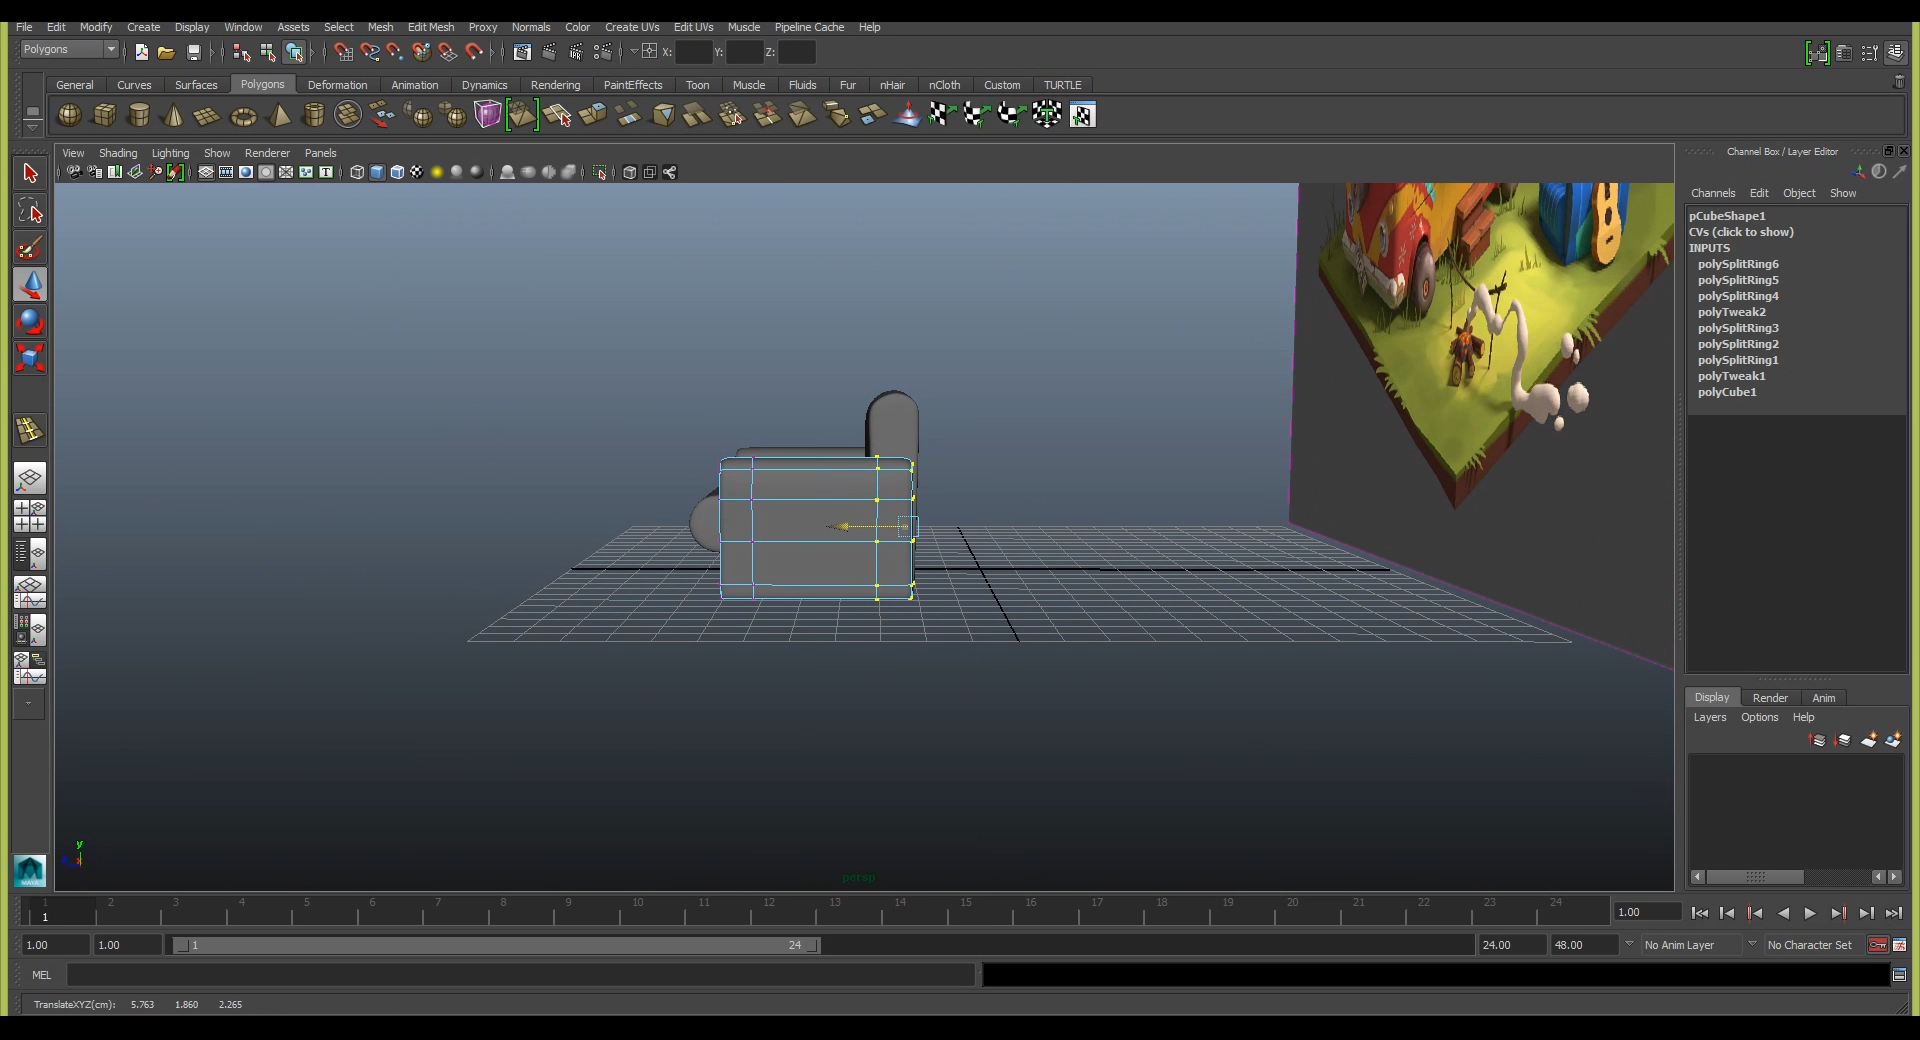 File Edit Modify Create Display Window Assets Select Mesh Edit Mesh Proxy Normals Color Create UVs Edit UVs Muscle Pipeline Cache Help
Polygons X: Y: Z:
General Curves Surfaces Polygons Deformation Animation Dynamics Rendering PaintEffects Toon Muscle Fluids Fur nHair nCloth Custom TURTLE
View Shading Lighting Show Renderer Panels
Channel Box / Layer Editor
Channels Edit Object Show
pCubeShape1
CVs (click to show)
INPUTS
polySplitRing6
polySplitRing5
polySplitRing4
polyTweak2
polySplitRing3
polySplitRing2
polySplitRing1
polyTweak1
polyCube1
Display Render Anim
Layers Options Help
y
x
persp
MAYA
1 2 3 4 5 6 7 8 9 10 11 12 13 14 15 16 17 18 19 20 21 22 23 24
1
1.00
1.00 1.00 1 24 24.00 48.00 No Anim Layer No Character Set
MEL
TranslateXYZ(cm): 5.763 1.860 2.265